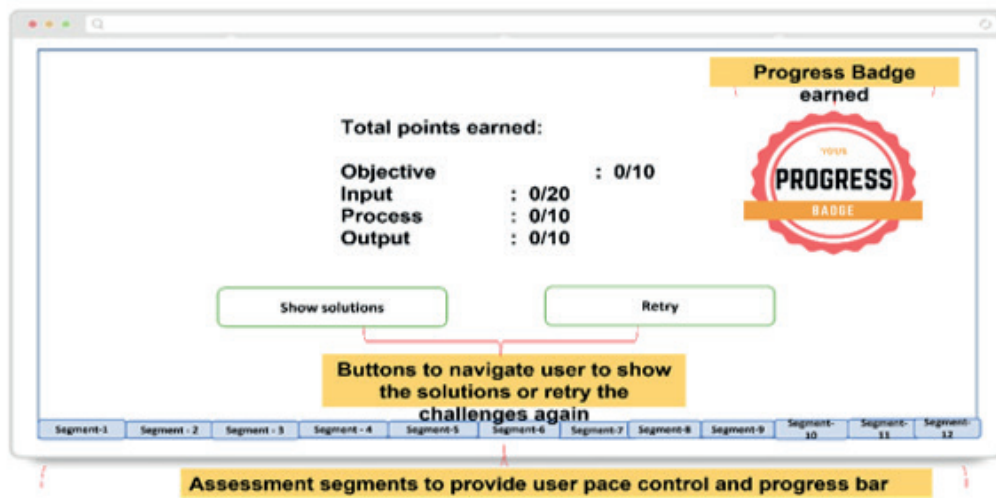 Progress Badge
earned
YOUR
PROGRESS
BADGE
Total points earned:
Objective : 0/10
Input : 0/20
Process : 0/10
Output : 0/10
Show solutions
Retry
Buttons to navigate user to show
the solutions or retry the
challenges again
Segment-1
Segment - 2
Segment - 3
Segment - 4
Segment-5
Segment-6
Segment-7
Segment-8
Segment-9
Segment-
10
Segment-
11
Segment-
12
Assessment segments to provide user pace control and progress bar